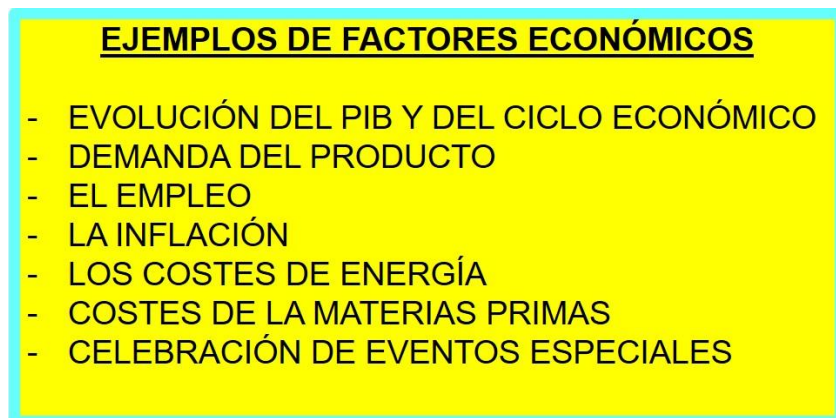 EJEMPLOS DE FACTORES ECONÓMICOS
- EVOLUCIÓN DEL PIB Y DEL CICLO ECONÓMICO
- DEMANDA DEL PRODUCTO
- EL EMPLEO
- LA INFLACIÓN
- LOS COSTES DE ENERGÍA
- COSTES DE LA MATERIAS PRIMAS
- CELEBRACIÓN DE EVENTOS ESPECIALES